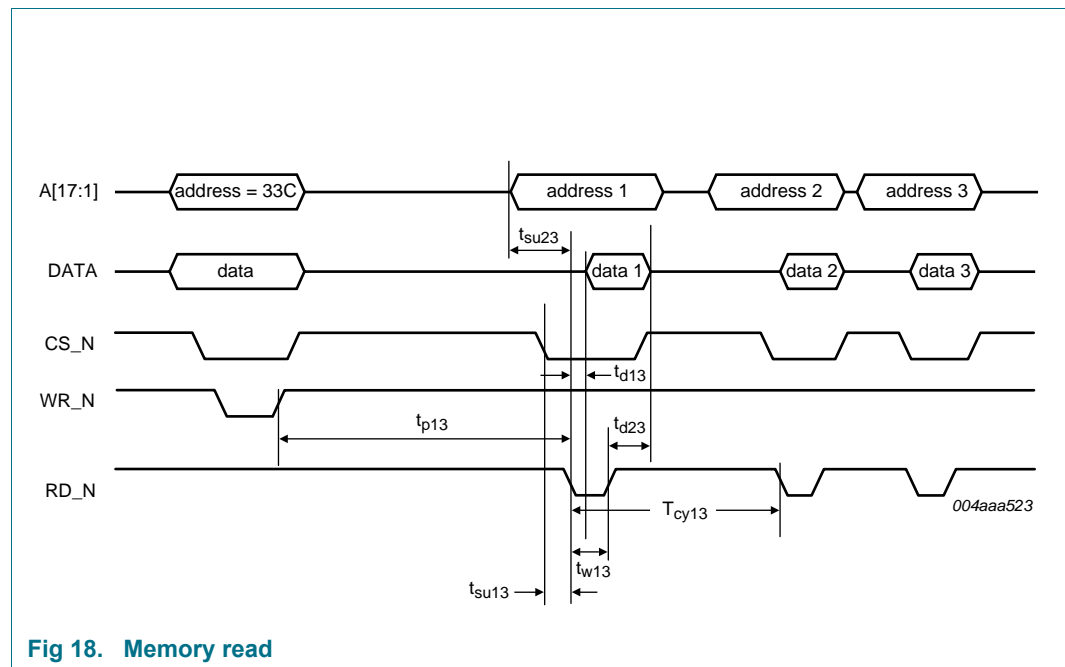 A[17:1]
address = 33C
address 1
address 2
address 3
tsu23
DATA
data
data 1
data 2
data 3
CS_N
td13
WR_N
tp13
td23
RD_N
Tcy13
004aaa523
tw13
tsu13
Fig 18. Memory read